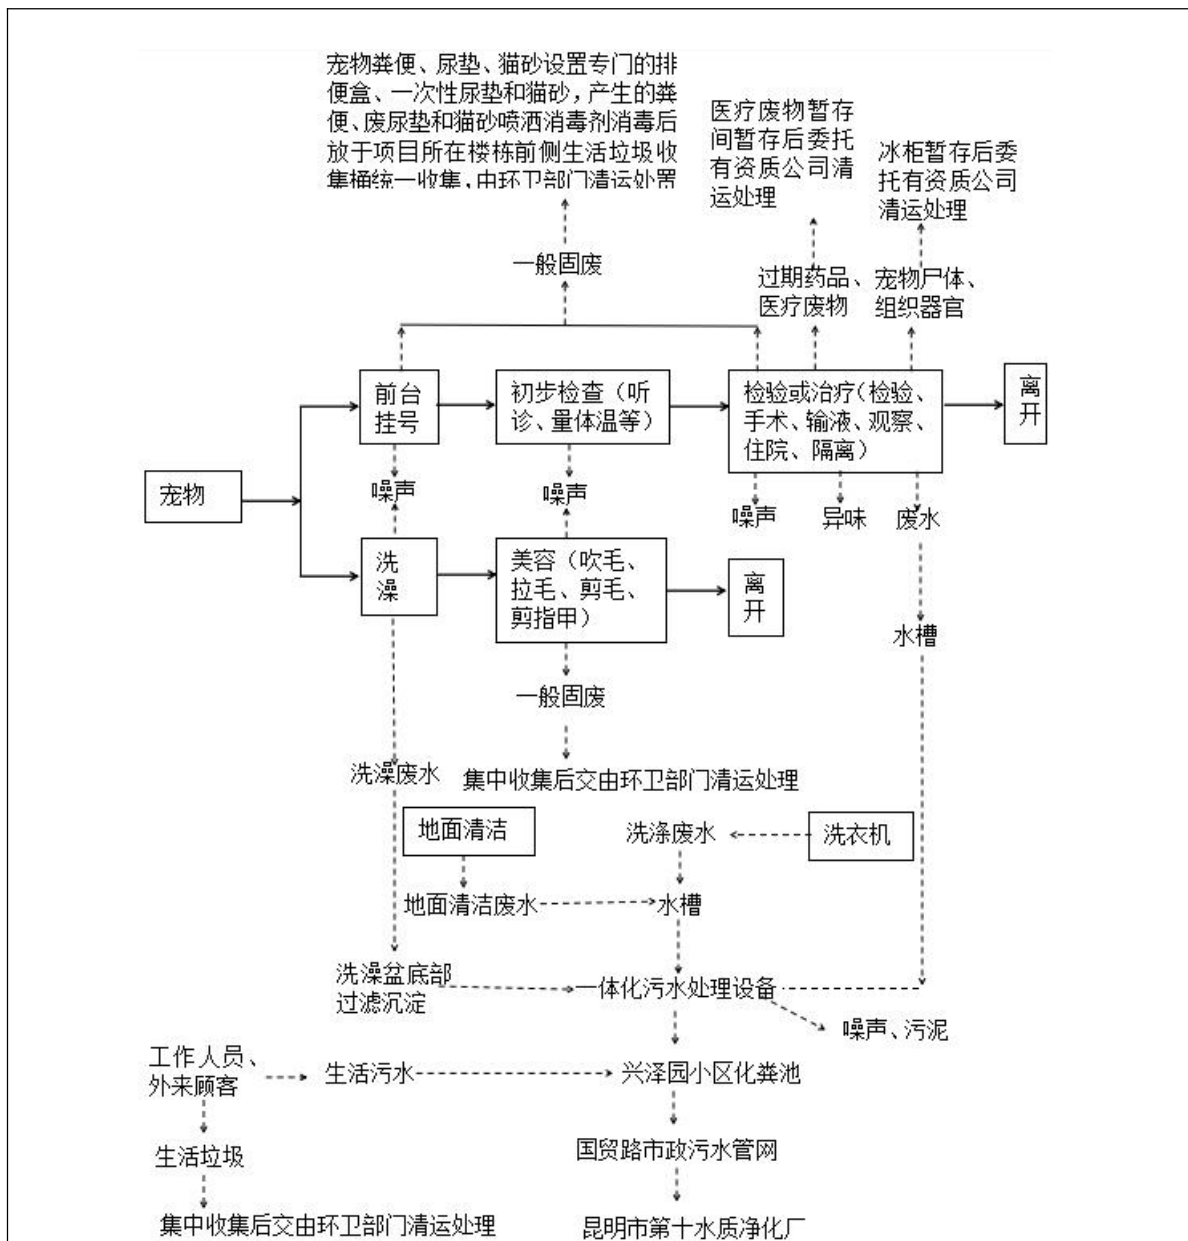 宠物粪便、尿垫、猫砂设置专门的排
便盒、一次性尿垫和猫砂,产生的粪
便、废尿垫和猫砂喷洒消毒剂消毒后
放于项目所在楼栋前侧生活垃圾收
集桶统一收集,由环卫部门清运处置
医疗废物暂存
间暂存后委托
有资质公司清
运处理
冰柜暂存后委
托有资质公司
清运处理
一般固废
过期药品、
医疗废物
宠物尸体、
组织器官
前台
挂号
初步检查（听
诊、量体温等）
检验或治疗（检验、
手术、输液、观察、
住院、隔离）
离
开
宠物
噪声
噪声
噪声
异味
废水
洗
澡
美容（吹毛、
拉毛、剪毛、
剪指甲）
离
开
水槽
一般固废
洗澡废水
集中收集后交由环卫部门清运处理
地面清洁
洗涤废水
洗衣机
地面清洁废水
水槽
洗澡盆底部
过滤沉淀
一体化污水处理设备
噪声、污泥
工作人员、
外来顾客
生活污水
兴泽园小区化粪池
生活垃圾
国贸路市政污水管网
集中收集后交由环卫部门清运处理
昆明市第十水质净化厂